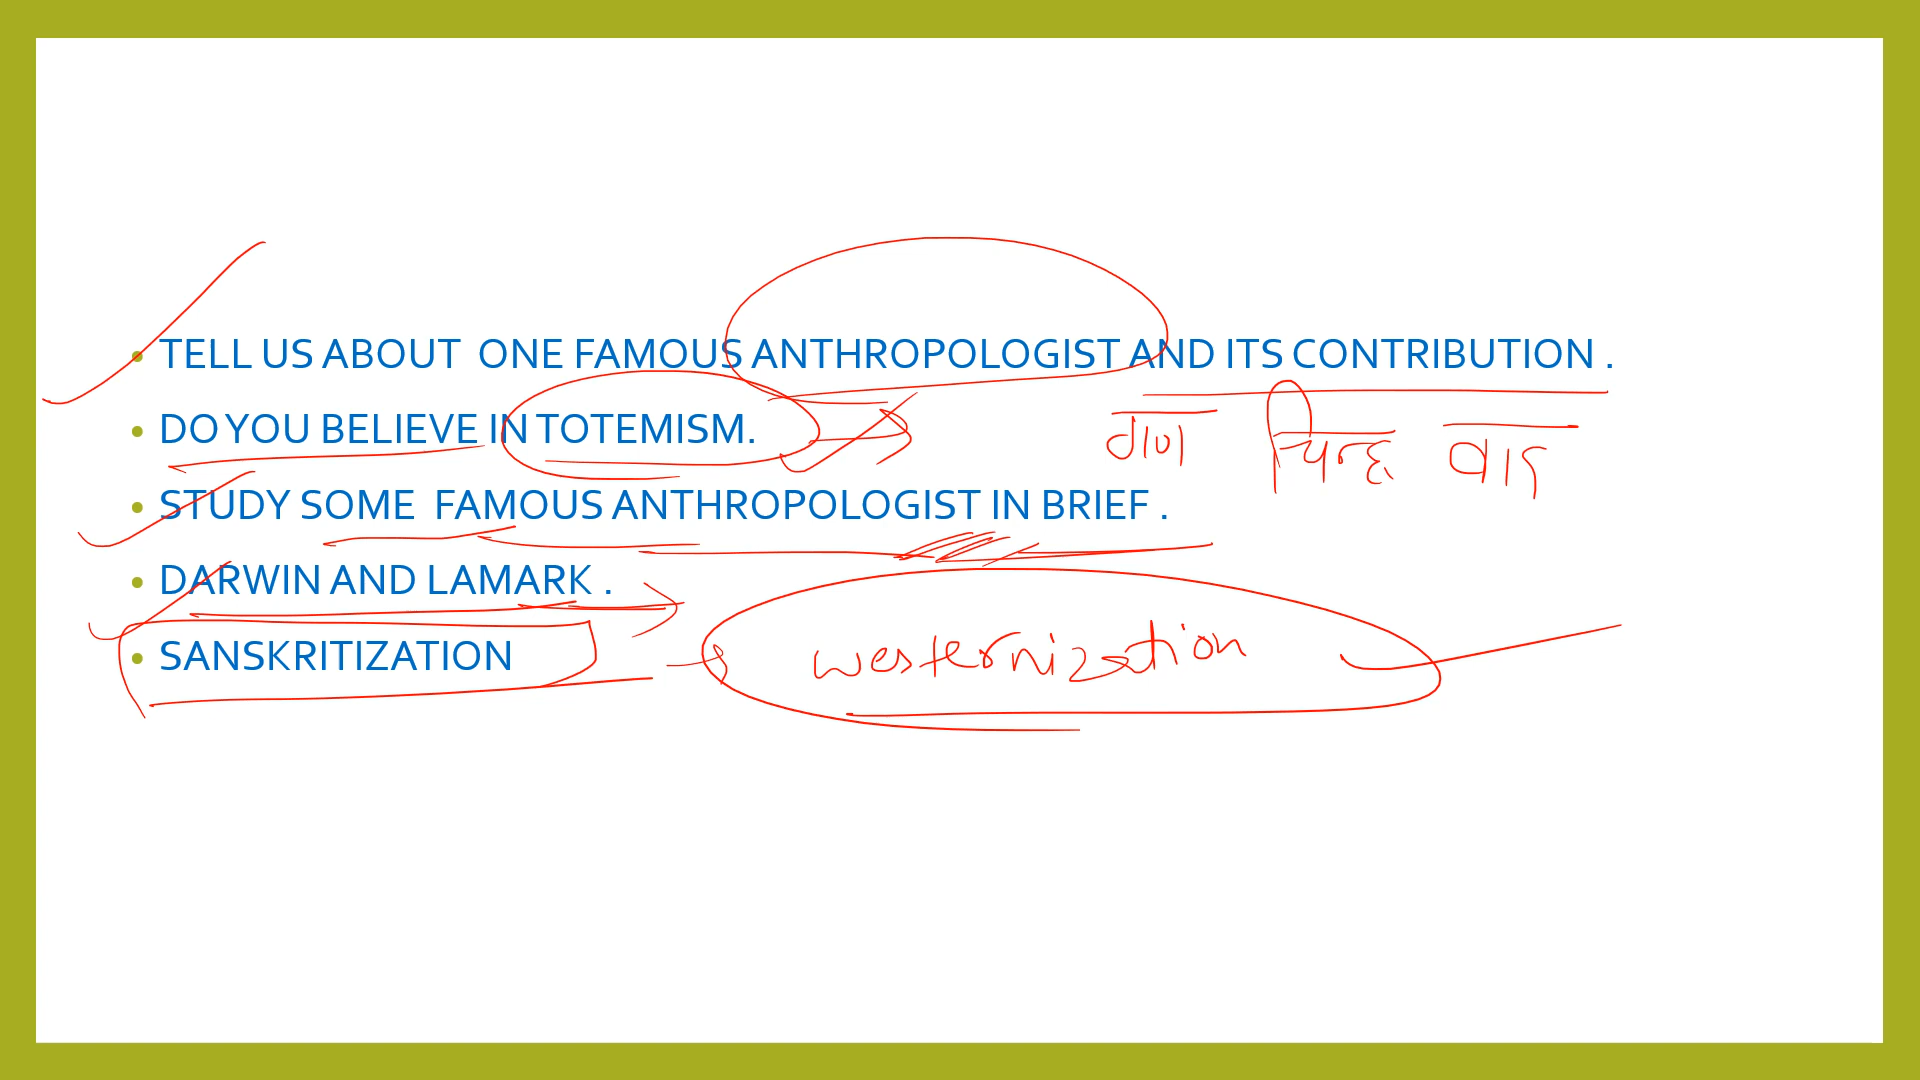 • TELL US ABOUT ONE FAMOUS ANTHROPOLOGIST AND ITS CONTRIBUTION .
• DO YOU BELIEVE IN TOTEMISM.
गण चिन्ह वाद
• STUDY SOME FAMOUS ANTHROPOLOGIST IN BRIEF .
• DARWIN AND LAMARK .
• SANSKRITIZATION
westernization